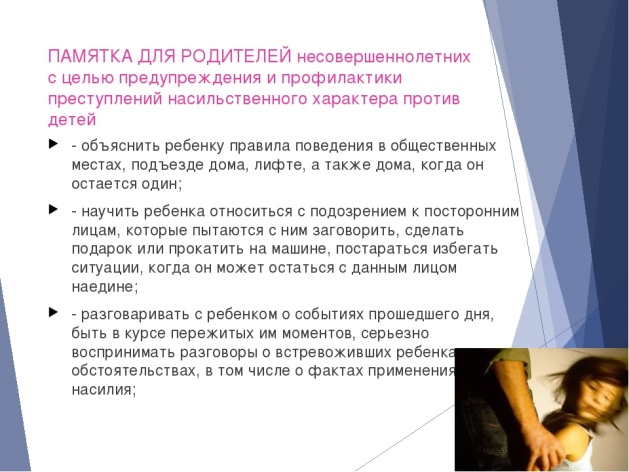 ПАМЯТКА ДЛЯ РОДИТЕЛЕЙ несовершеннолетних
с целью предупреждения и профилактики
преступлений насильственного характера против
детей
- объяснить ребенку правила поведения в общественных
местах, подъезде дома, лифте, а также дома, когда он
остается один;
- научить ребенка относиться с подозрением к посторонним
лицам, которые пытаются с ним заговорить, сделать
подарок или прокатить на машине, постараться избегать
ситуации, когда он может остаться с данным лицом
наедине;
- разговаривать с ребенком о событиях прошедшего дня,
быть в курсе пережитых им моментов, серьезно
воспринимать разговоры о встревоживших ребенка
обстоятельствах, в том числе о фактах применения
насилия;